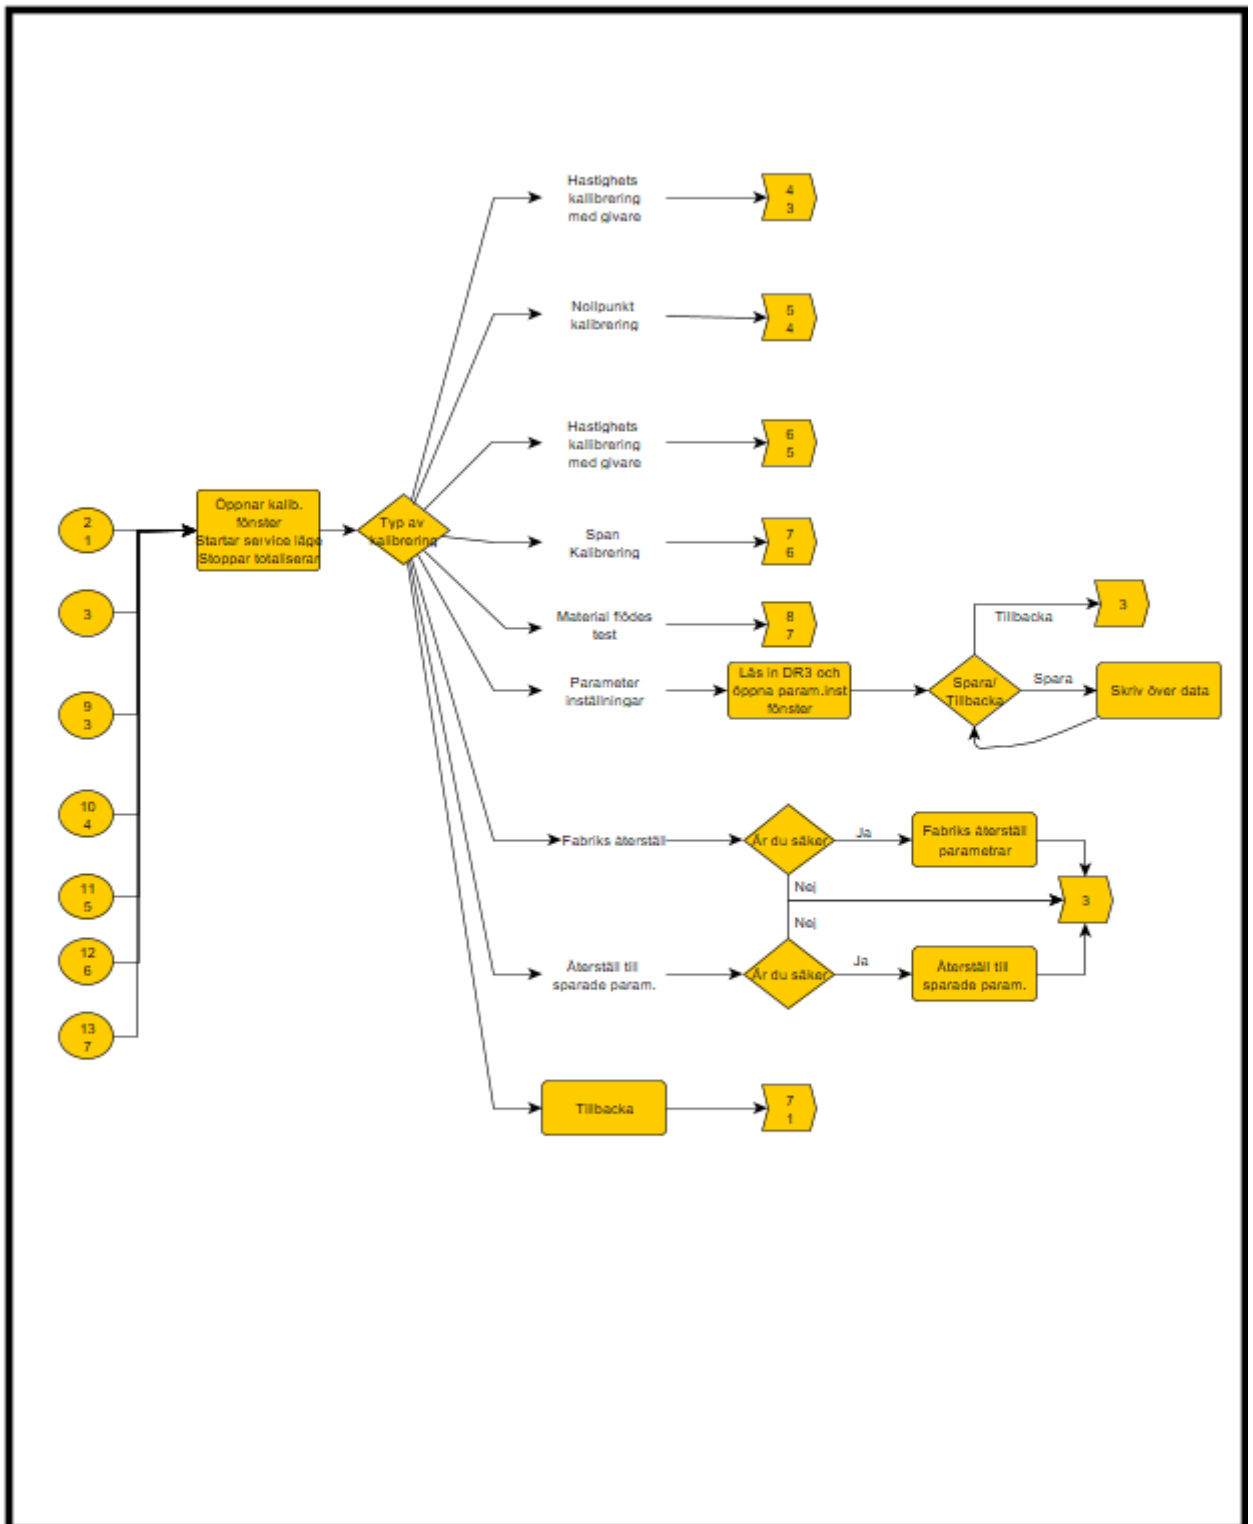 2
1
3
9
3
10
4
11
5
12
6
13
7
Öppnar kalib.
fönster
Startar service läge
Stoppar totaliserar
Typ av
kalibrering
Hastighets
kalibrering
med givare
4
3
Nollpunkt
kalibrering
5
4
Hastighets
kalibrering
med givare
6
5
Span
Kalibrering
7
6
Material flödes
test
8
7
Parameter
inställningar
Läs in DR3 och
öppna param.inst
fönster
Spara/
Tillbacka
Tillbacka
3
Spara
Skriv över data
Fabriks återställ
Är du säker
Ja
Fabriks återställ
parametrar
Nej
3
Nej
Återställ till
sparade param.
Är du säker
Ja
Återställ till
sparade param.
Tillbacka
7
1